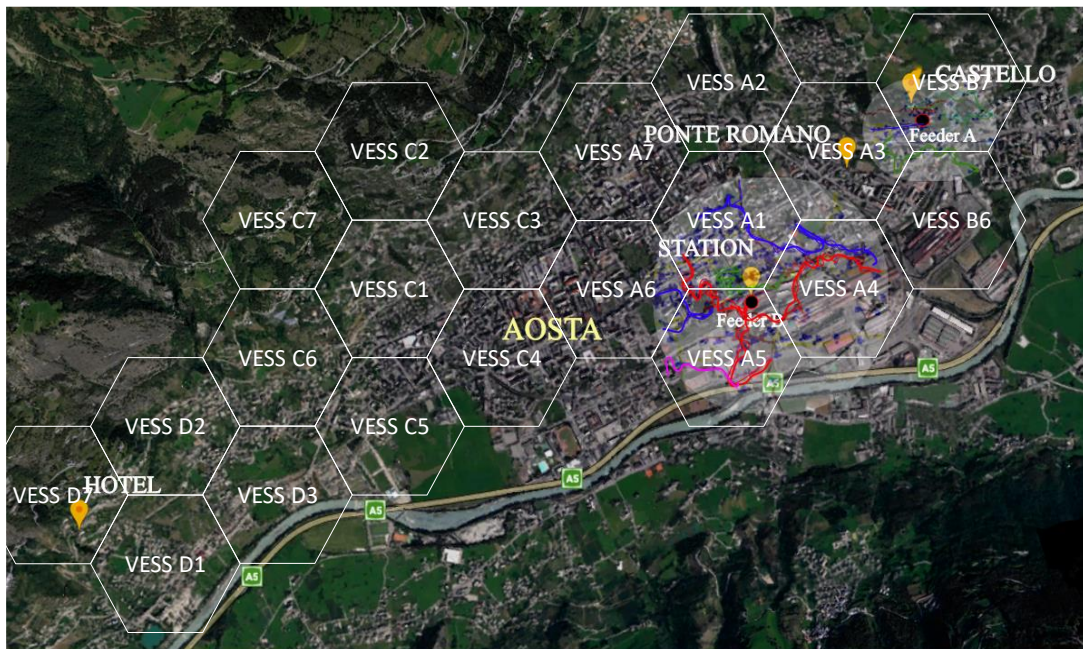 VESS A2
VESS B7
CASTELLO
PONTE ROMANO
Feeder A
VESS C2
VESS A7
VESS A3
VESS C7
VESS C3
VESS A1
VESS B6
STATION
VESS C1
VESS A6
VESS A4
Feeder B
AOSTA
VESS C6
VESS C4
VESS A5
A5
A5
VESS D2
VESS C5
A5
HOTEL
VESS D7
VESS D3
A5
VESS D1
A5